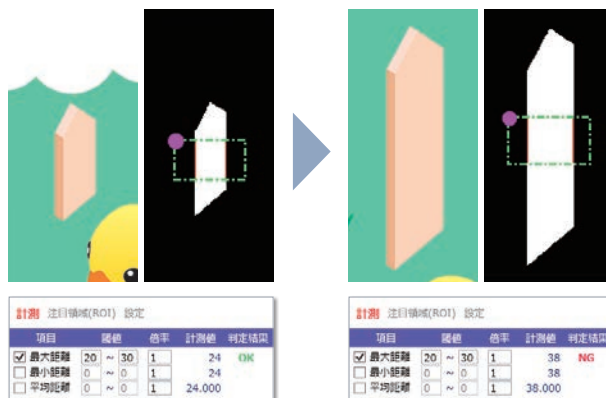 計測 注目領域(ROI) 設定
項目 閾値 倍率 計測値 判定結果
最大距離 20 ~ 30 1 24 OK
最小距離 0 ~ 0 1 24
平均距離 0 ~ 0 1 24.000
計測 注目領域(ROI) 設定
項目 閾値 倍率 計測値 判定結果
最大距離 20 ~ 30 1 38 NG
最小距離 0 ~ 0 1 38
平均距離 0 ~ 0 1 38.000